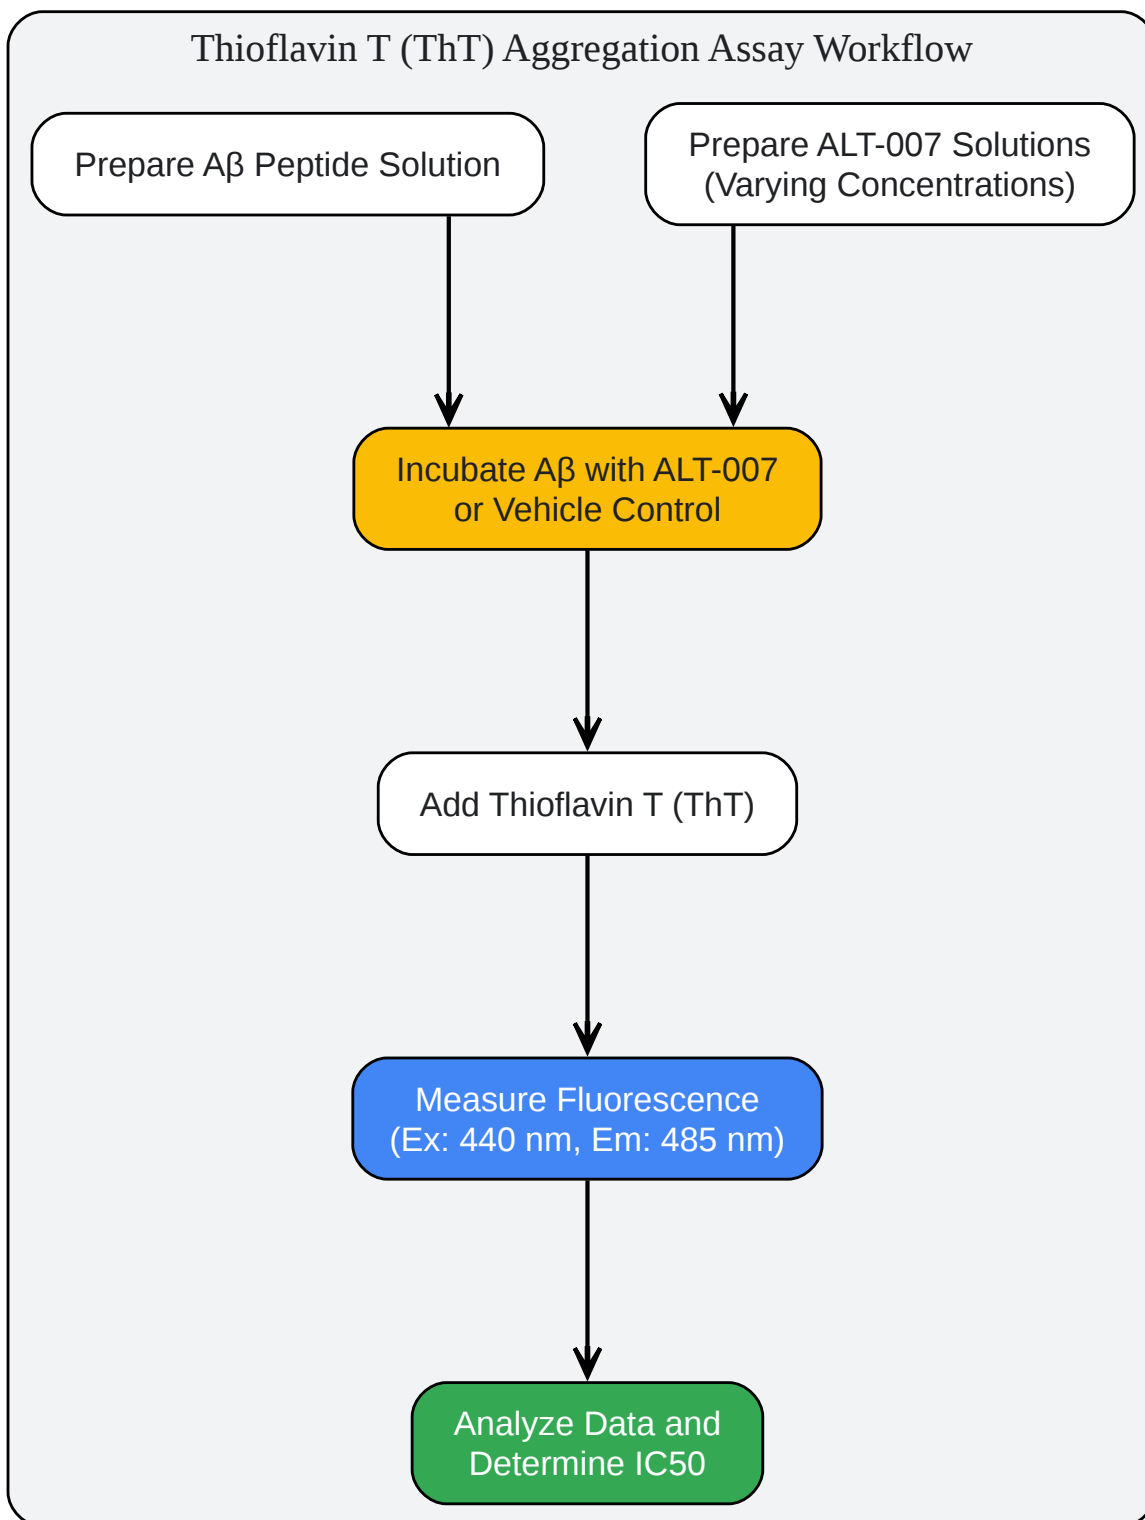 Thioflavin T (ThT) Aggregation Assay Workflow
Prepare Aβ Peptide Solution
Prepare ALT-007 Solutions
(Varying Concentrations)
Incubate Aβ with ALT-007
or Vehicle Control
Add Thioflavin T (ThT)
Measure Fluorescence
(Ex: 440 nm, Em: 485 nm)
Analyze Data and
Determine IC50